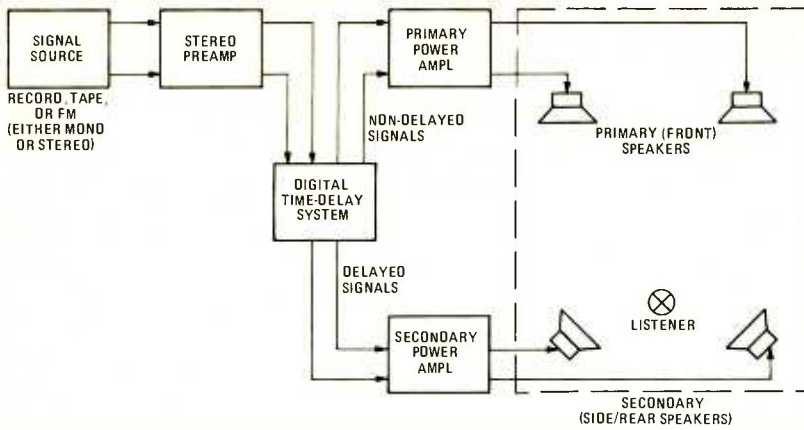 SIGNAL
SOURCE
RECORD, TAPE,
OR FM
(EITHER MONO
OR STEREO)
STEREO
PREAMP
PRIMARY
POWER
AMPL
NON-DELAYED
SIGNALS
PRIMARY (FRONT)
SPEAKERS
DIGITAL
TIME-DELAY
SYSTEM
DELAYED
SIGNALS
SECONDARY
POWER
AMPL
LISTENER
SECONDARY
(SIDE/REAR SPEAKERS)